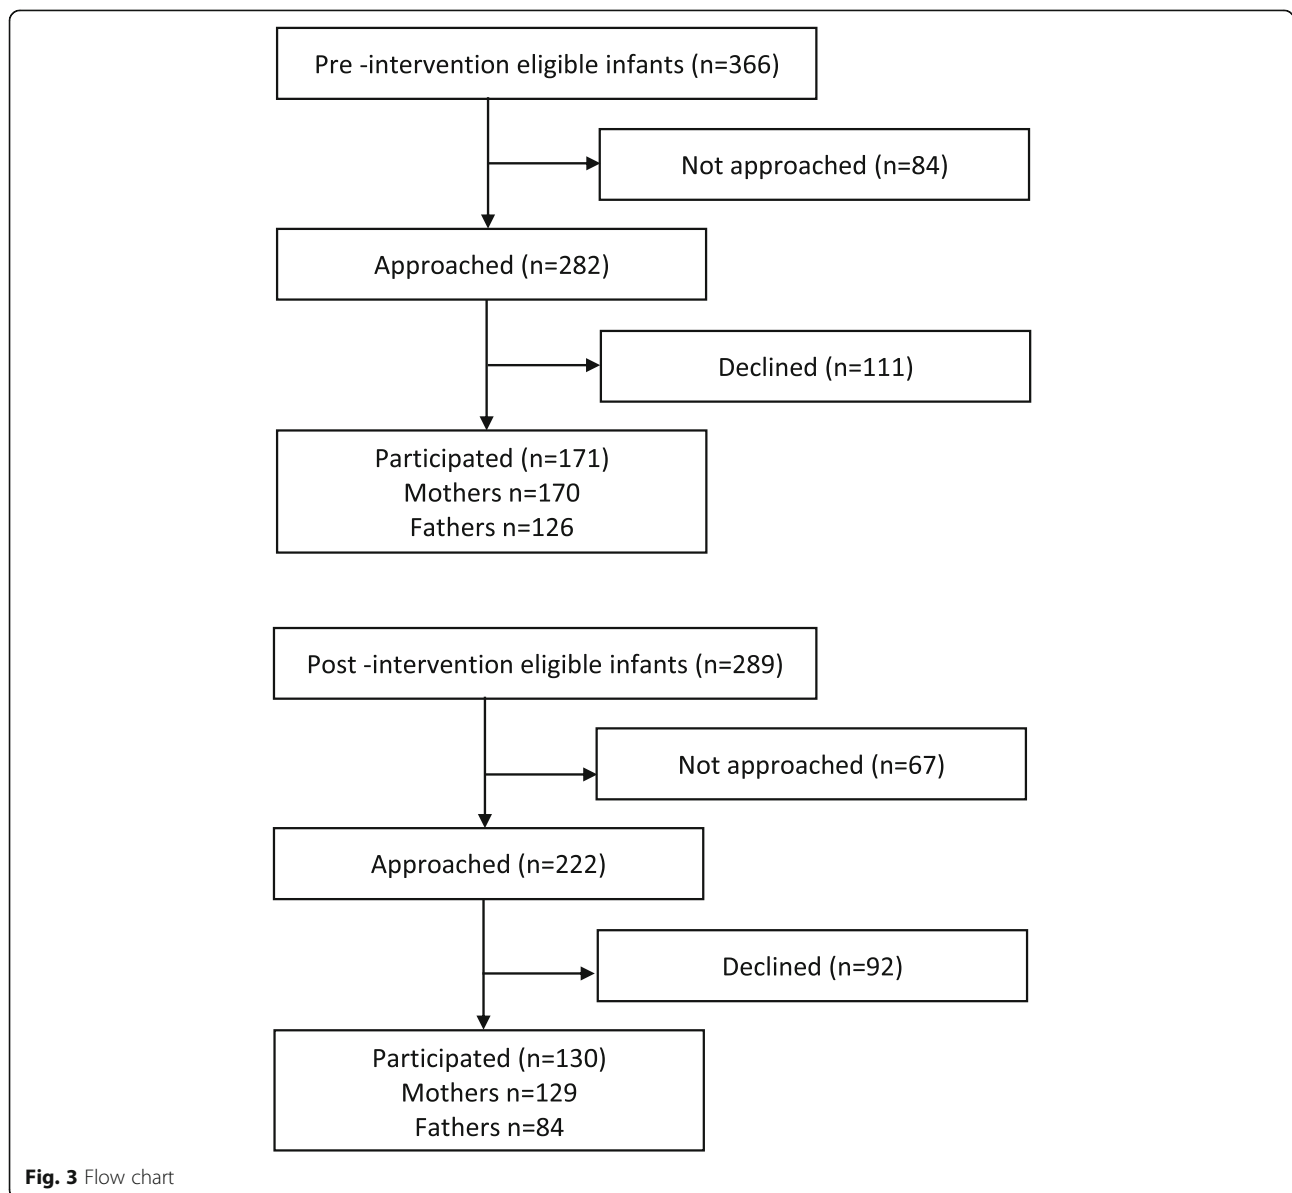 Pre -intervention eligible infants (n=366)
Not approached (n=84)
Approached (n=282)
Declined (n=111)
Participated (n=171)
Mothers n=170
Fathers n=126
Post -intervention eligible infants (n=289)
Not approached (n=67)
Approached (n=222)
Declined (n=92)
Participated (n=130)
Mothers n=129
Fathers n=84
Fig. 3 Flow chart